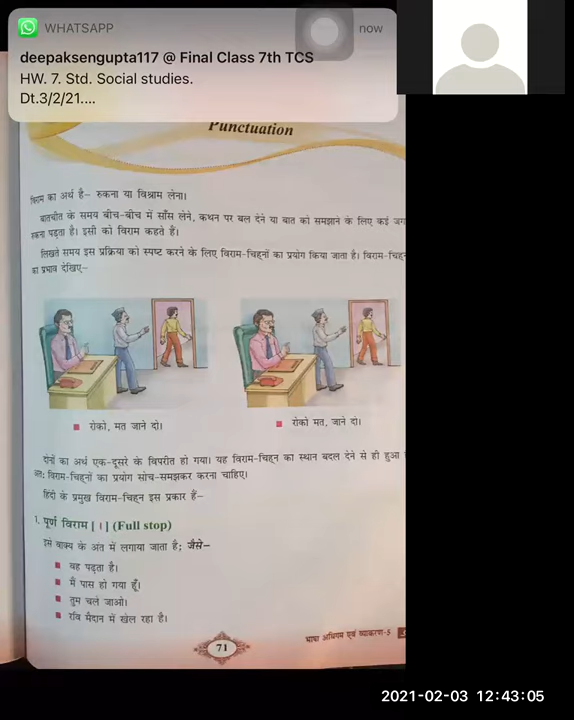 WHATSAPP
now
deepaksengupta117 @ Final Class 7th TCS
HW. 7. Std. Social studies.
Dt.3/2/21....
Punctuation
विराम का अर्थ है– रुकना या विश्राम लेना।
बातचीत के समय बीच-बीच में साँस लेने, कथन पर बल देने या बात को समझाने के लिए कई जग
रुकना पड़ता है। इसी को विराम कहते हैं।
लिखते समय इस प्रक्रिया को स्पष्ट करने के लिए विराम-चिह्नों का प्रयोग किया जाता है। विराम-चिह्न
का प्रभाव देखिए–
रोको, मत जाने दो।
रोको मत, जाने दो।
दोनों का अर्थ एक-दूसरे के विपरीत हो गया। यह विराम-चिह्न का स्थान बदल देने से ही हुआ
अतः विराम-चिह्नों का प्रयोग सोच-समझकर करना चाहिए।
हिंदी के प्रमुख विराम-चिह्न इस प्रकार हैं–
1. पूर्ण विराम [ । ] (Full stop)
इसे वाक्य के अंत में लगाया जाता है; जैसे–
वह पढ़ता है।
मैं पास हो गया हूँ।
तुम चले जाओ।
रवि मैदान में खेल रहा है।
71
भाषा अधिगम एवं व्याकरण-5
2021-02-03 12:43:05